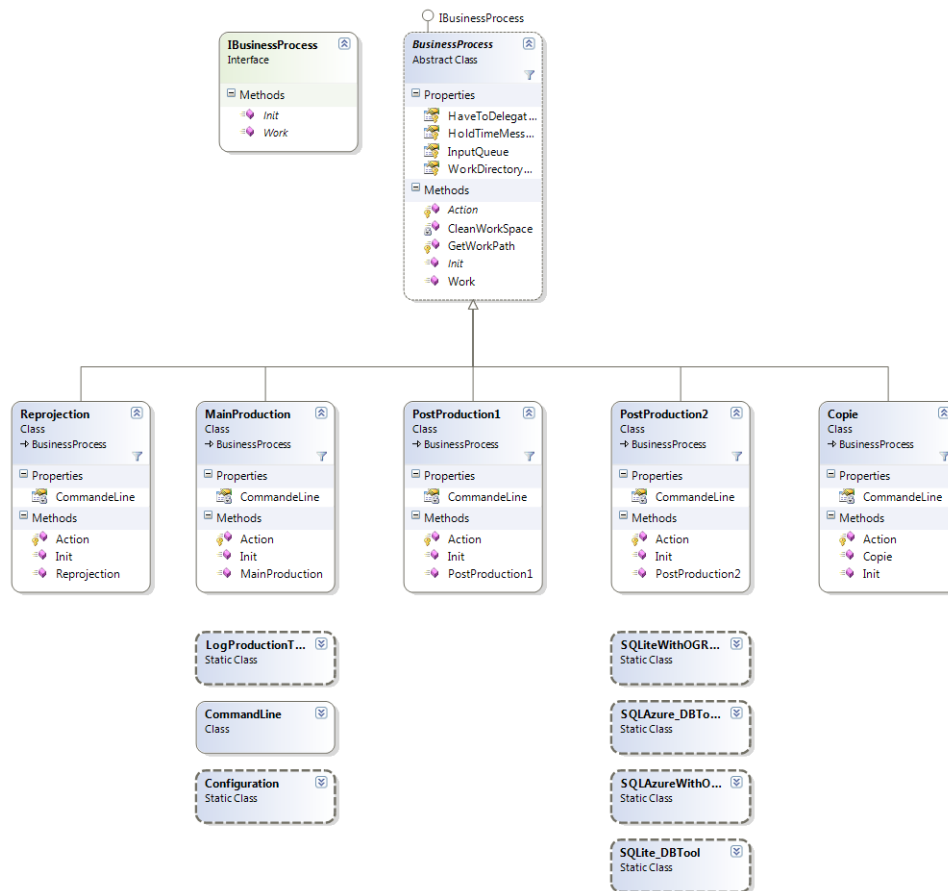 IBusinessProcess
IBusinessProcess
Interface
Methods
Init
Work
BusinessProcess
Abstract Class
Properties
HaveToDelegat...
HoldTimeMess...
InputQueue
WorkDirectory...
Methods
Action
CleanWorkSpace
GetWorkPath
Init
Work
Reprojection
Class
BusinessProcess
Properties
CommandeLine
Methods
Action
Init
Reprojection
MainProduction
Class
BusinessProcess
Properties
CommandeLine
Methods
Action
Init
MainProduction
PostProduction1
Class
BusinessProcess
Properties
CommandeLine
Methods
Action
Init
PostProduction1
PostProduction2
Class
BusinessProcess
Properties
CommandeLine
Methods
Action
Init
PostProduction2
Copie
Class
BusinessProcess
Properties
CommandeLine
Methods
Action
Copie
Init
LogProductionT...
Static Class
CommandLine
Class
Configuration
Static Class
SQLiteWithOGR...
Static Class
SQLAzure_DBTo...
Static Class
SQLAzureWithO...
Static Class
SQLite_DBTool
Static Class